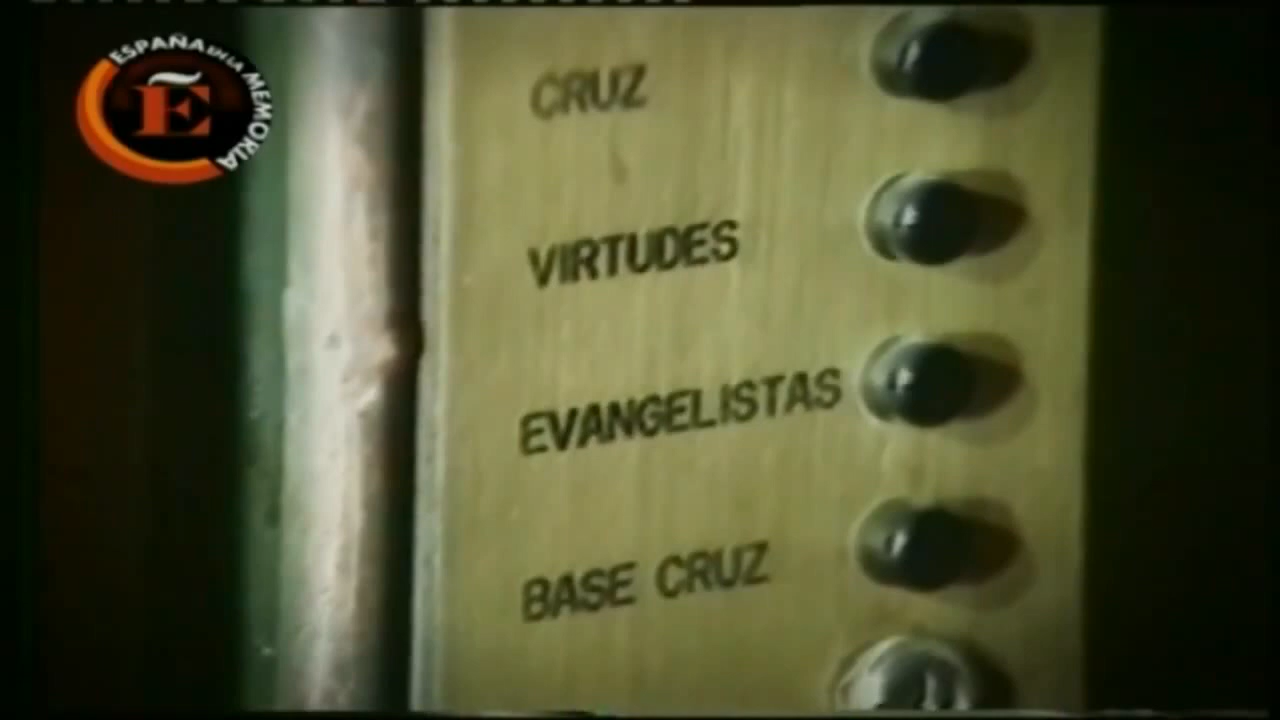 ESPAÑA EN LA MEMORIA
Ẽ
CRUZ
VIRTUDES
EVANGELISTAS
BASE CRUZ